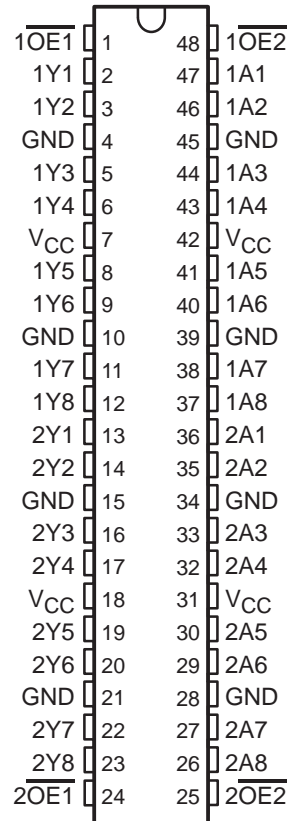 1OE1 1 48 1OE2
1Y1 2 47 1A1
1Y2 3 46 1A2
GND 4 45 GND
1Y3 5 44 1A3
1Y4 6 43 1A4
VCC 7 42 VCC
1Y5 8 41 1A5
1Y6 9 40 1A6
GND 10 39 GND
1Y7 11 38 1A7
1Y8 12 37 1A8
2Y1 13 36 2A1
2Y2 14 35 2A2
GND 15 34 GND
2Y3 16 33 2A3
2Y4 17 32 2A4
VCC 18 31 VCC
2Y5 19 30 2A5
2Y6 20 29 2A6
GND 21 28 GND
2Y7 22 27 2A7
2Y8 23 26 2A8
2OE1 24 25 2OE2